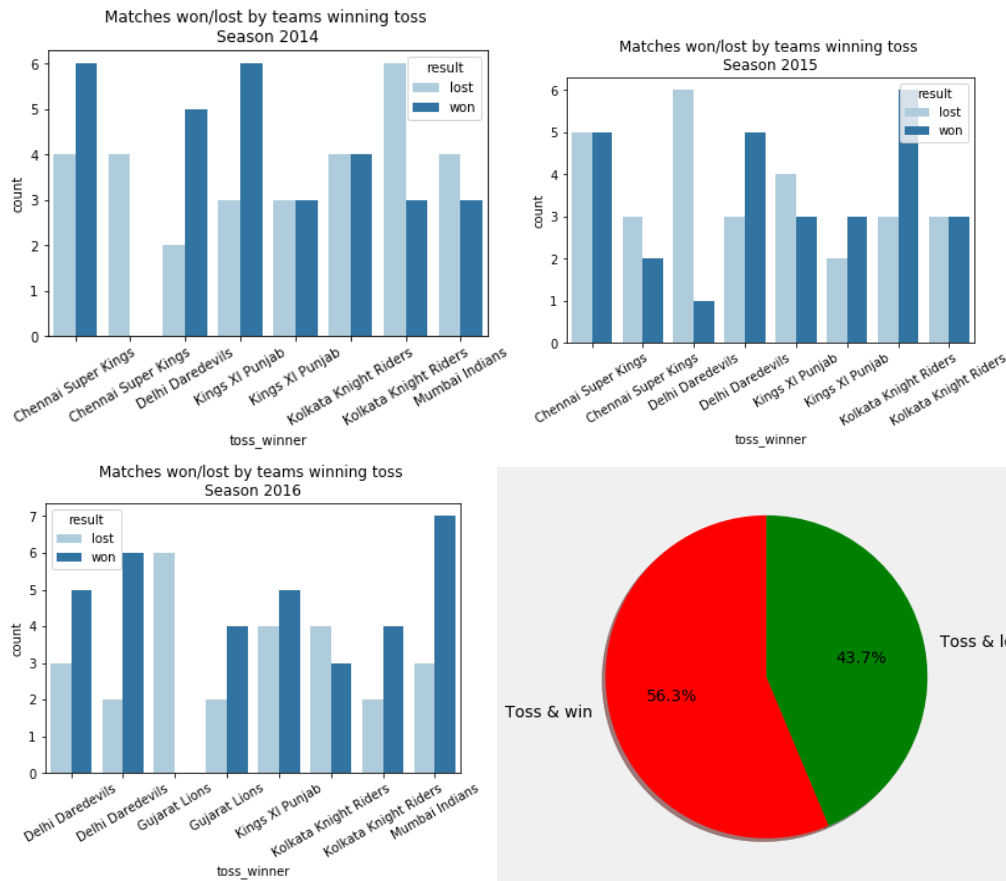 Matches won/lost by teams winning toss
Season 2014
6
5
4
3
2
1
0
count
result
lost
won
Chennai Super Kings
Chennai Super Kings
Delhi Daredevils
Kings XI Punjab
Kings XI Punjab
Kolkata Knight Riders
Kolkata Knight Riders
Mumbai Indians
toss_winner
Matches won/lost by teams winning toss
Season 2015
6
5
4
3
2
1
0
count
result
lost
won
Chennai Super Kings
Chennai Super Kings
Delhi Daredevils
Delhi Daredevils
Kings XI Punjab
Kings XI Punjab
Kolkata Knight Riders
Kolkata Knight Riders
toss_winner
Matches won/lost by teams winning toss
Season 2016
7
6
5
4
3
2
1
0
count
result
lost
won
Delhi Daredevils
Delhi Daredevils
Gujarat Lions
Gujarat Lions
Kings XI Punjab
Kolkata Knight Riders
Kolkata Knight Riders
Mumbai Indians
toss_winner
43.7%
Toss &
56.3%
Toss & win